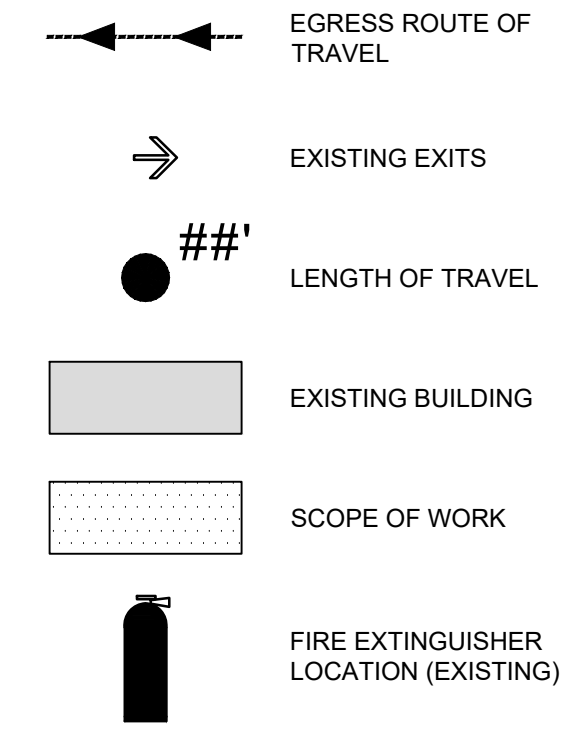 EGRESS ROUTE OF
TRAVEL
EXISTING EXITS
##'
LENGTH OF TRAVEL
EXISTING BUILDING
SCOPE OF WORK
FIRE EXTINGUISHER
LOCATION (EXISTING)